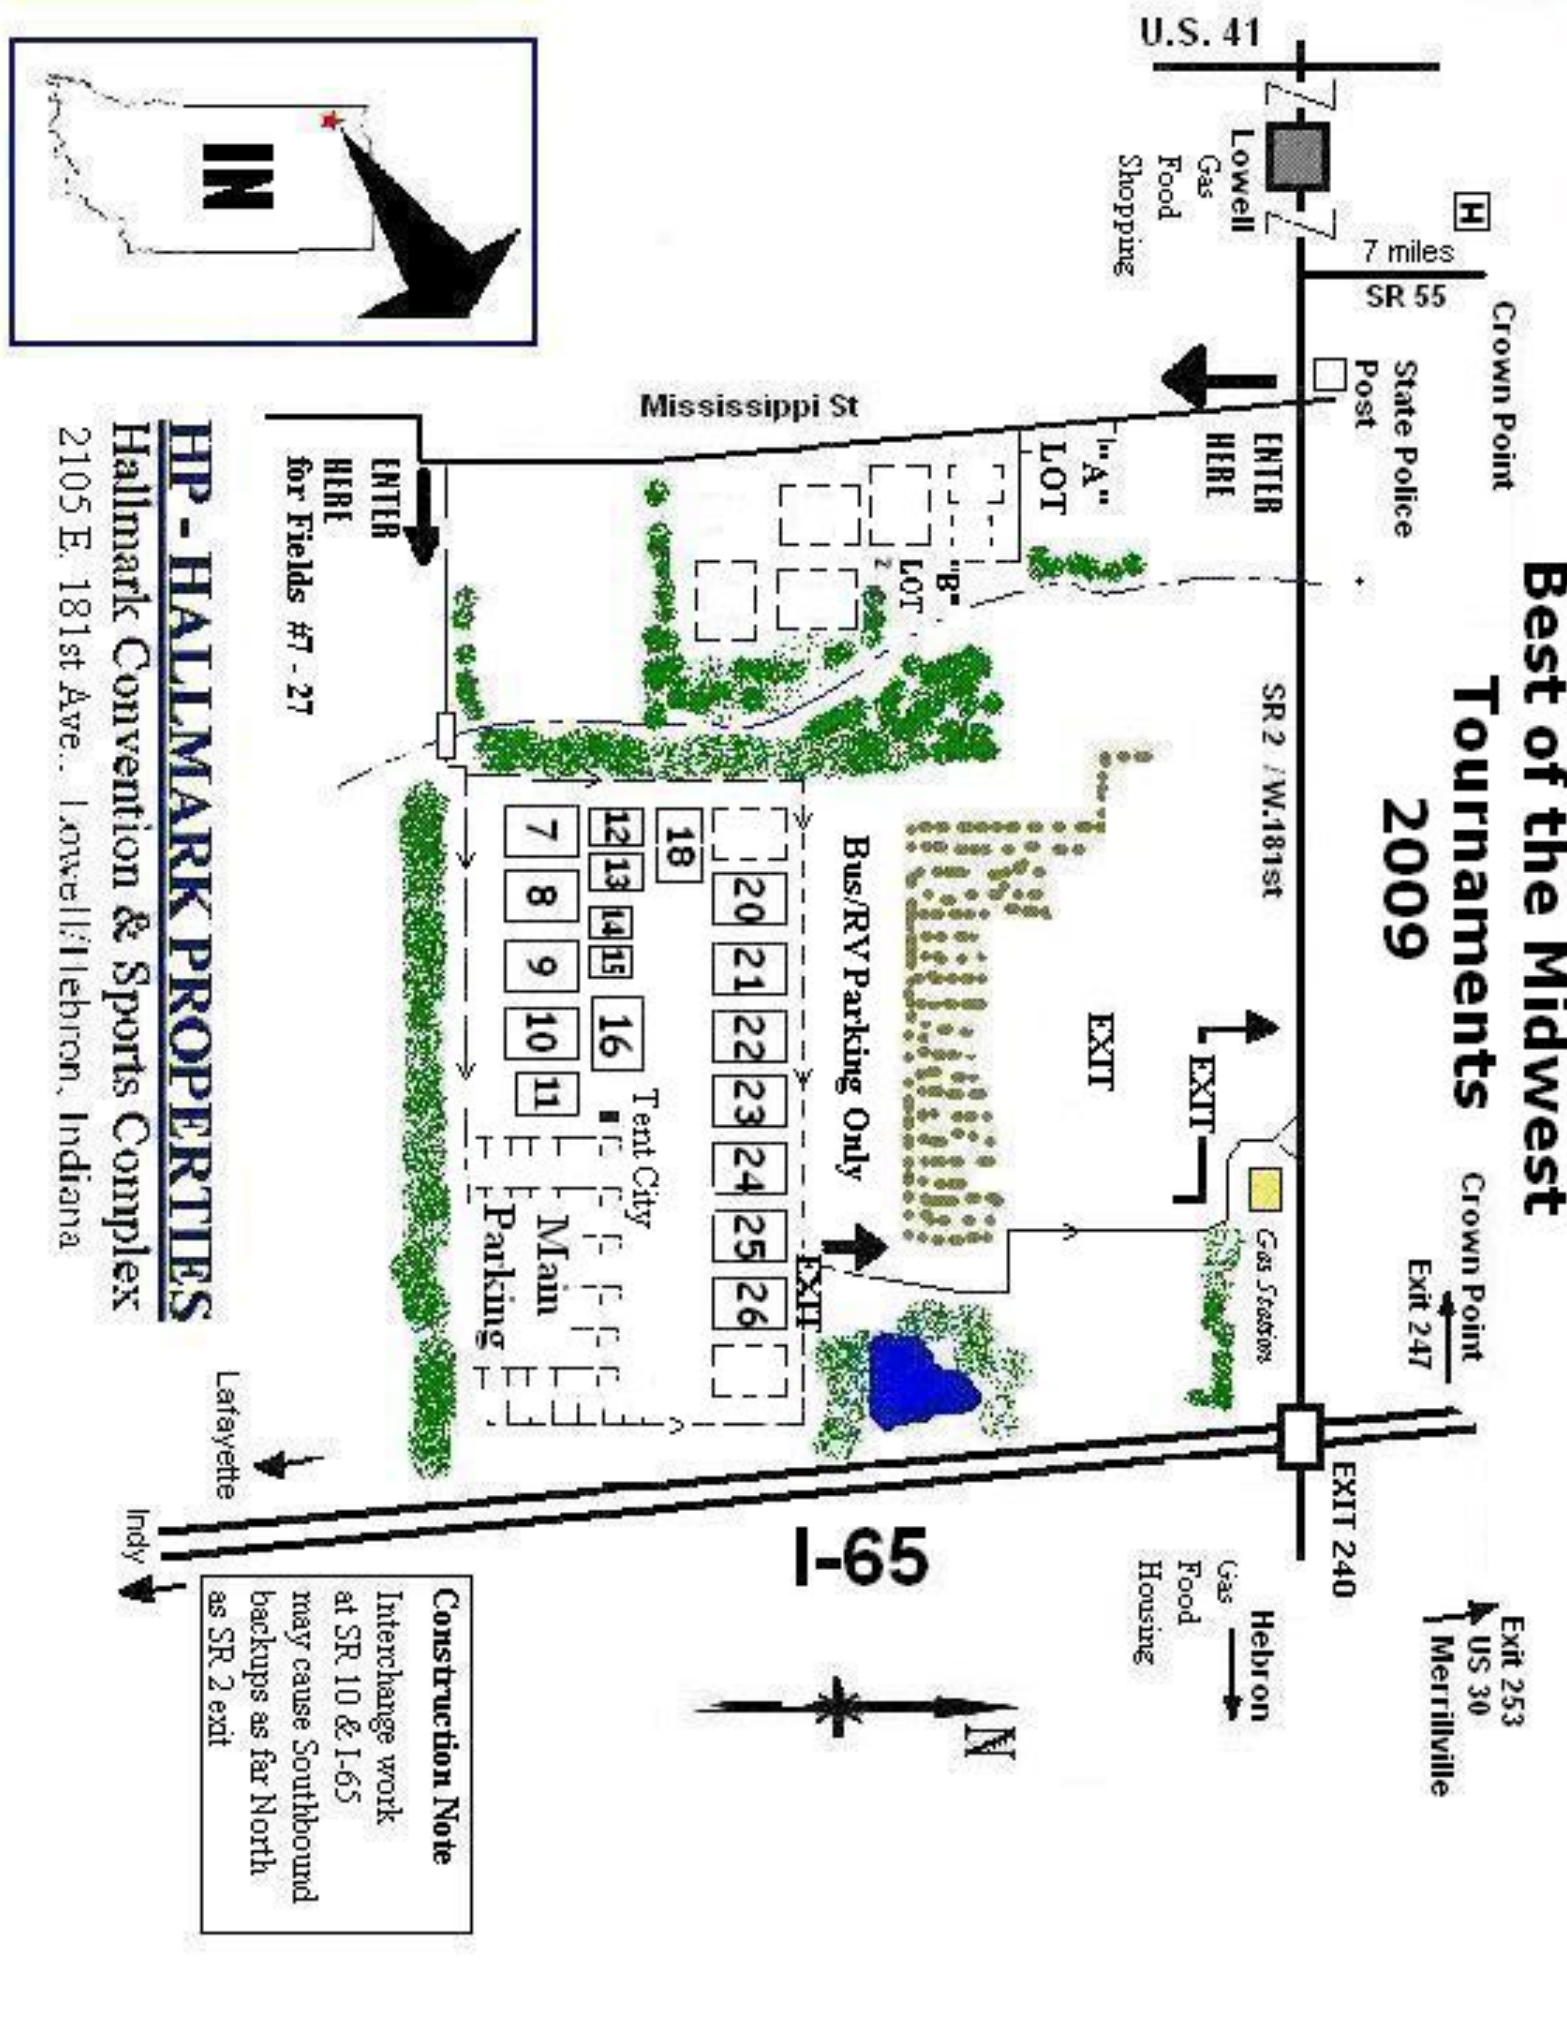 Best of the Midwest
Tournaments
2009
U.S. 41
Lowell
Gas
Food
Shopping
H
7 miles
SR 55
Crown Point
State Police
Post
ENTER
HERE
Mississippi St
"A"
LOT
"B"
LOT
SR 2 /W.181st
EXIT
EXIT
Gas Station
Crown Point
Exit 247
EXIT 240
Exit 253
US 30
Merrillville
Hebron
Gas
Food
Housing
Bus/RV Parking Only
EXIT
20 21 22 23 24 25 26
18
12 13 14 15 16
7 8 9 10 11
Tent City
Main
Parking
I-65
N
ENTER
HERE
for Fields #7 - 27
IN
HP - HALLMARK PROPERTIES
Hallmark Convention & Sports Complex
2105 E. 181st Ave., Lowell/Hebron, Indiana
Lafayette
Indy
Construction Note
Interchange work
at SR 10 & I-65
may cause Southbound
backups as far North
as SR 2 exit